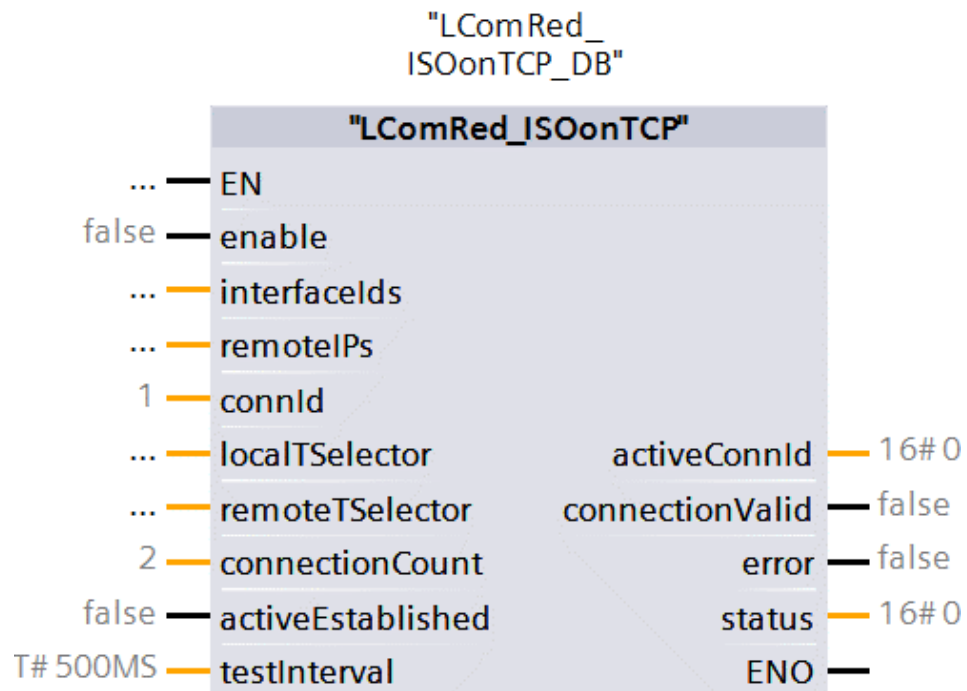 "LComRed_
ISOonTCP_DB"
"LComRed_ISOonTCP"
... EN
false enable
... interfaceIds
... remoteIPs
1 connId
... localTSelector activeConnId 16#0
... remoteTSelector connectionValid false
2 connectionCount error false
false activeEstablished status 16#0
T#500MS testInterval ENO